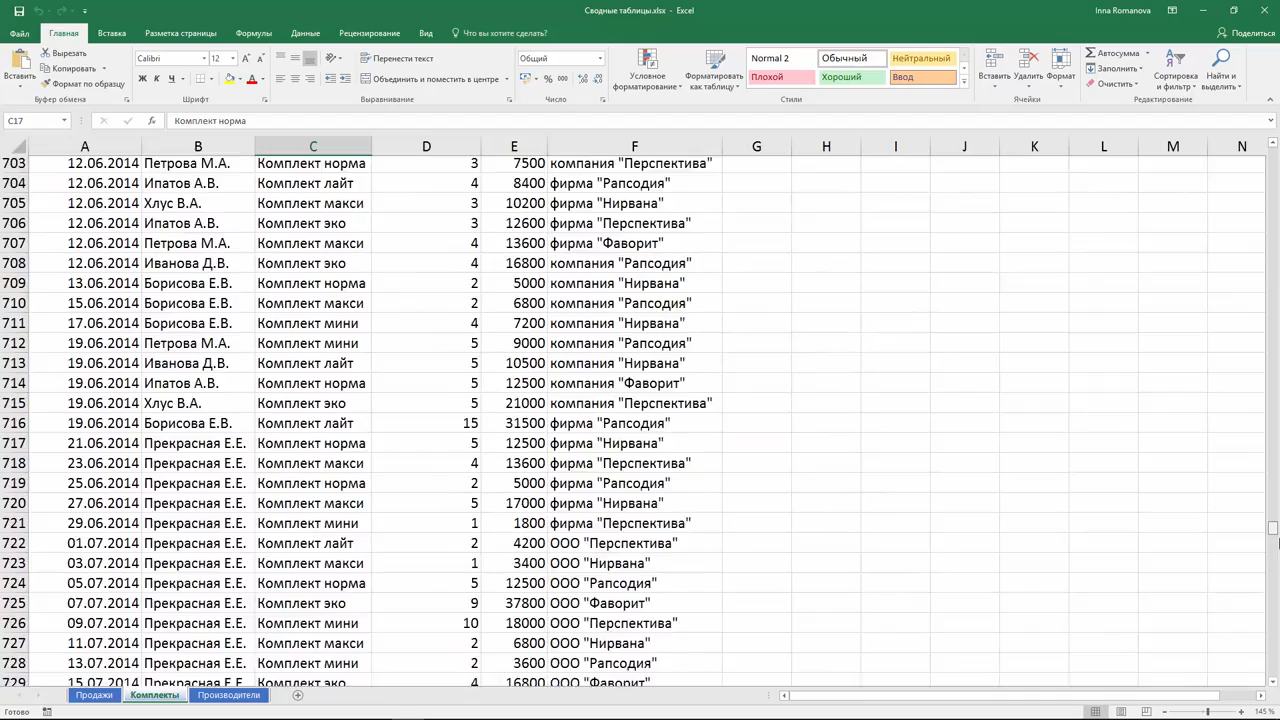 Сводные таблицы.xlsx - Excel
Inna Romanova
Файл Главная Вставка Разметка страницы Формулы Данные Рецензирование Вид Что вы хотите сделать? Поделиться
Вставить
Вырезать
Копировать
Формат по образцу
Буфер обмена
Calibri 12
Ж К Ч
Шрифт
Перенести текст
Объединить и поместить в центре
Выравнивание
Общий
% 000
Число
Условное форматирование
Форматировать как таблицу
Normal 2 Обычный Нейтральный
Плохой Хороший Ввод
Стили
Вставить Удалить Формат
Ячейки
Автосумма
Заполнить
Очистить
Сортировка и фильтр
Найти и выделить
Редактирование
C17 fx Комплект норма
A B C D E F G H I J K L M N
703 12.06.2014 Петрова М.А. Комплект норма 3 7500 компания "Перспектива"
704 12.06.2014 Ипатов А.В. Комплект лайт 4 8400 фирма "Рапсодия"
705 12.06.2014 Хлус В.А. Комплект макси 3 10200 фирма "Нирвана"
706 12.06.2014 Ипатов А.В. Комплект эко 3 12600 фирма "Перспектива"
707 12.06.2014 Петрова М.А. Комплект макси 4 13600 фирма "Фаворит"
708 12.06.2014 Иванова Д.В. Комплект эко 4 16800 компания "Рапсодия"
709 13.06.2014 Борисова Е.В. Комплект норма 2 5000 компания "Нирвана"
710 15.06.2014 Борисова Е.В. Комплект макси 2 6800 компания "Рапсодия"
711 17.06.2014 Борисова Е.В. Комплект мини 4 7200 компания "Нирвана"
712 19.06.2014 Петрова М.А. Комплект мини 5 9000 компания "Рапсодия"
713 19.06.2014 Иванова Д.В. Комплект лайт 5 10500 компания "Нирвана"
714 19.06.2014 Ипатов А.В. Комплект норма 5 12500 компания "Фаворит"
715 19.06.2014 Хлус В.А. Комплект эко 5 21000 компания "Перспектива"
716 19.06.2014 Борисова Е.В. Комплект лайт 15 31500 фирма "Рапсодия"
717 21.06.2014 Прекрасная Е.Е. Комплект норма 5 12500 фирма "Нирвана"
718 23.06.2014 Прекрасная Е.Е. Комплект макси 4 13600 фирма "Перспектива"
719 25.06.2014 Прекрасная Е.Е. Комплект норма 2 5000 фирма "Рапсодия"
720 27.06.2014 Прекрасная Е.Е. Комплект макси 5 17000 фирма "Нирвана"
721 29.06.2014 Прекрасная Е.Е. Комплект мини 1 1800 фирма "Перспектива"
722 01.07.2014 Прекрасная Е.Е. Комплект лайт 2 4200 ООО "Перспектива"
723 03.07.2014 Прекрасная Е.Е. Комплект макси 1 3400 ООО "Нирвана"
724 05.07.2014 Прекрасная Е.Е. Комплект норма 5 12500 ООО "Рапсодия"
725 07.07.2014 Прекрасная Е.Е. Комплект эко 9 37800 ООО "Фаворит"
726 09.07.2014 Прекрасная Е.Е. Комплект мини 10 18000 ООО "Перспектива"
727 11.07.2014 Прекрасная Е.Е. Комплект макси 2 6800 ООО "Нирвана"
728 13.07.2014 Прекрасная Е.Е. Комплект мини 2 3600 ООО "Рапсодия"
729 15.07.2014 Прекрасная Е.Е. Комплект эко 4 16800 ООО "Фаворит"
Продажи Комплекты Производители
Готово 145 %